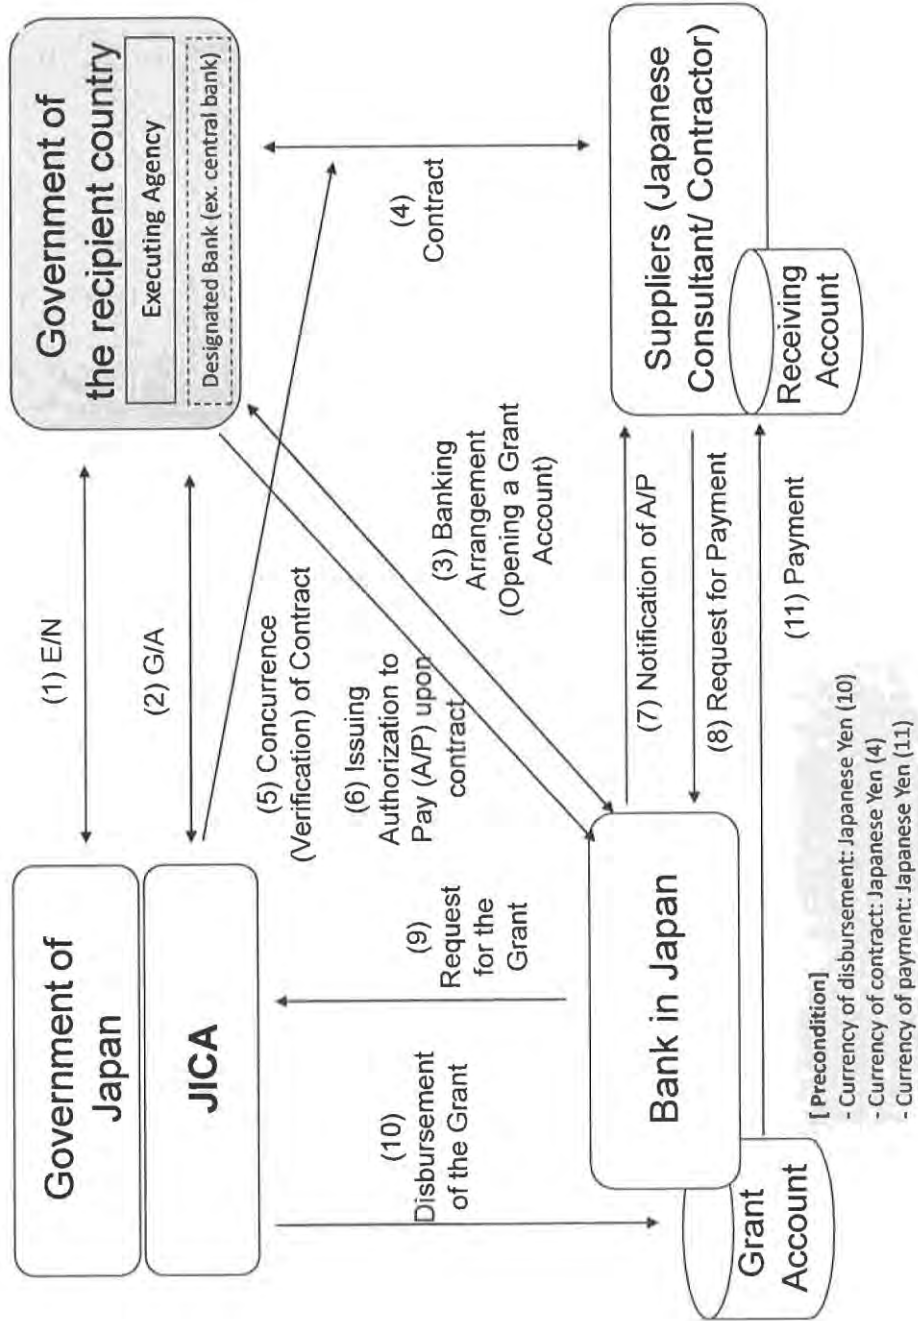 Government of
Japan
JICA
(1) E/N
(2) G/A
Government of
the recipient country
Executing Agency
Designated Bank (ex. central bank)
(5) Concurrence
(Verification) of Contract
(6) Issuing
Authorization to
Pay (A/P) upon
contract
(3) Banking
Arrangement
(Opening a Grant
Account)
(4)
Contract
(9)
Request
for the
Grant
(10)
Disbursement
of the Grant
Bank in Japan
Grant
Account
(7) Notification of A/P
(8) Request for Payment
(11) Payment
Suppliers (Japanese
Consultant/ Contractor)
Receiving
Account
[ Precondition]
- Currency of disbursement: Japanese Yen (10)
- Currency of contract: Japanese Yen (4)
- Currency of payment: Japanese Yen (11)